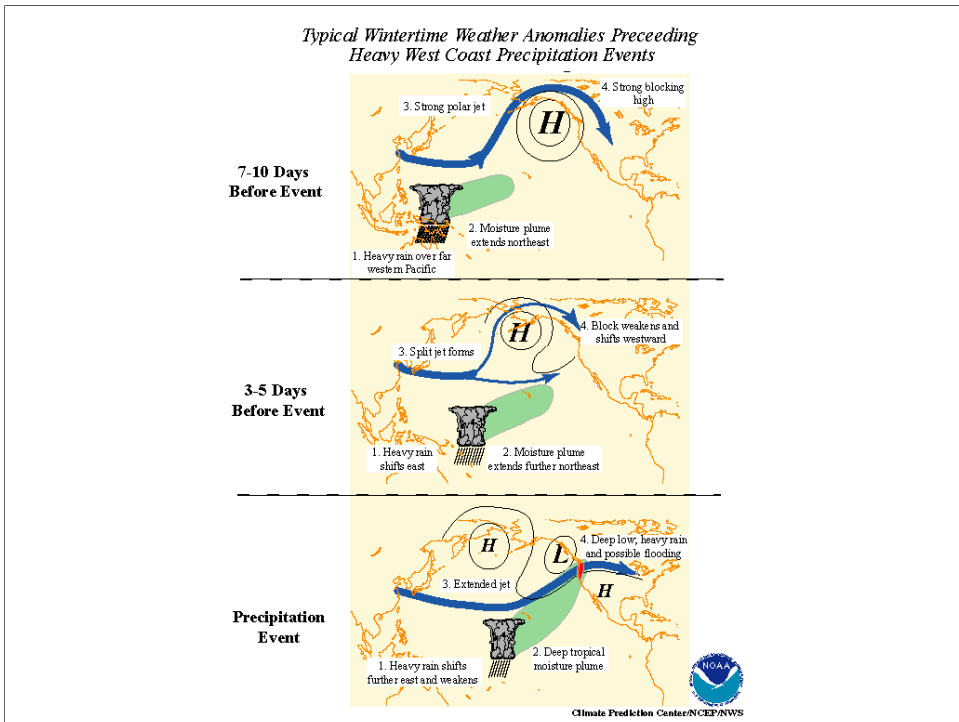 Typical Wintertime Weather Anomalies Preceeding
Heavy West Coast Precipitation Events
7-10 Days
Before Event
3. Strong polar jet
4. Strong blocking
high
H
2. Moisture plume
extends northeast
1. Heavy rain over far
western Pacific
3-5 Days
Before Event
H
4. Block weakens and
shifts westward
3. Split jet forms
1. Heavy rain
shifts east
2. Moisture plume
extends further northeast
Precipitation
Event
H
L
4. Deep low, heavy rain
and possible flooding
3. Extended jet
H
2. Deep tropical
moisture plume
1. Heavy rain shifts
further east and weakens
NOAA
Climate Prediction Center/NCEP/NWS